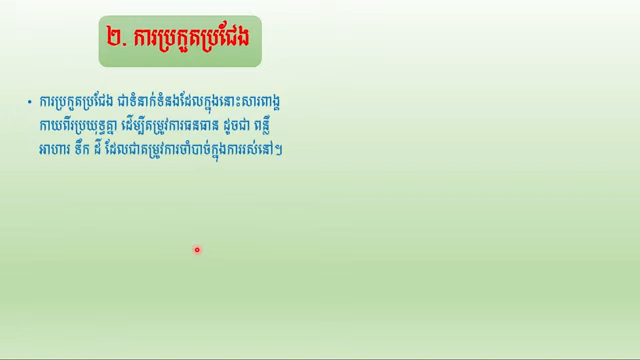 ២. ការប្រកួតប្រជែង
• ការប្រកួតប្រជែង ជាទំនាក់ទំនងដែលក្នុងនោះសារពាង្គ
កាយពីរប្រយុទ្ធគ្នា ដើម្បីតម្រូវការធនធាន ដូចជា ពន្លឺ
អាហារ ទឹក ដី ដែលជាតម្រូវការចាំបាច់ក្នុងការរស់នៅ។